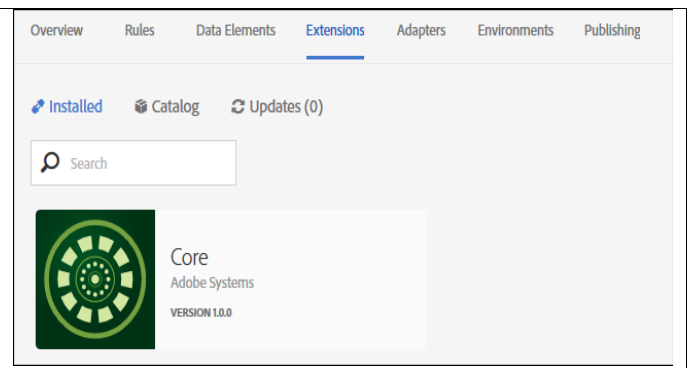 Overview Rules Data Elements Extensions Adapters Environments Publishing
Installed Catalog Updates (0)
Search
Core
Adobe Systems
VERSION 1.0.0